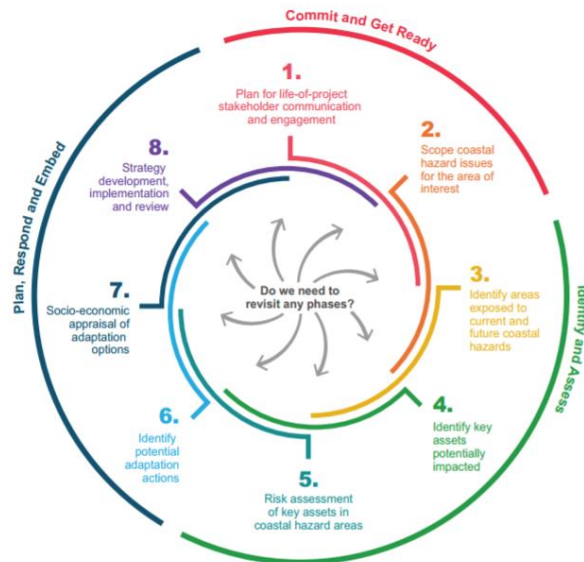 Commit and Get Ready
1.
Plan for life-of-project
stakeholder communication
and engagement
2.
Scope coastal
hazard issues
for the area of
interest
Identify and Assess
3.
Identify areas
exposed to
current and
future coastal
hazards
4.
Identify key
assets
potentially
impacted
5.
Risk assessment
of key assets in
coastal hazard areas
Plan, Respond and Embed
6.
Identify
potential
adaptation
actions
7.
Socio-economic
appraisal of
adaptation
options
8.
Strategy
development,
implementation
and review
Do we need to
revisit any phases?